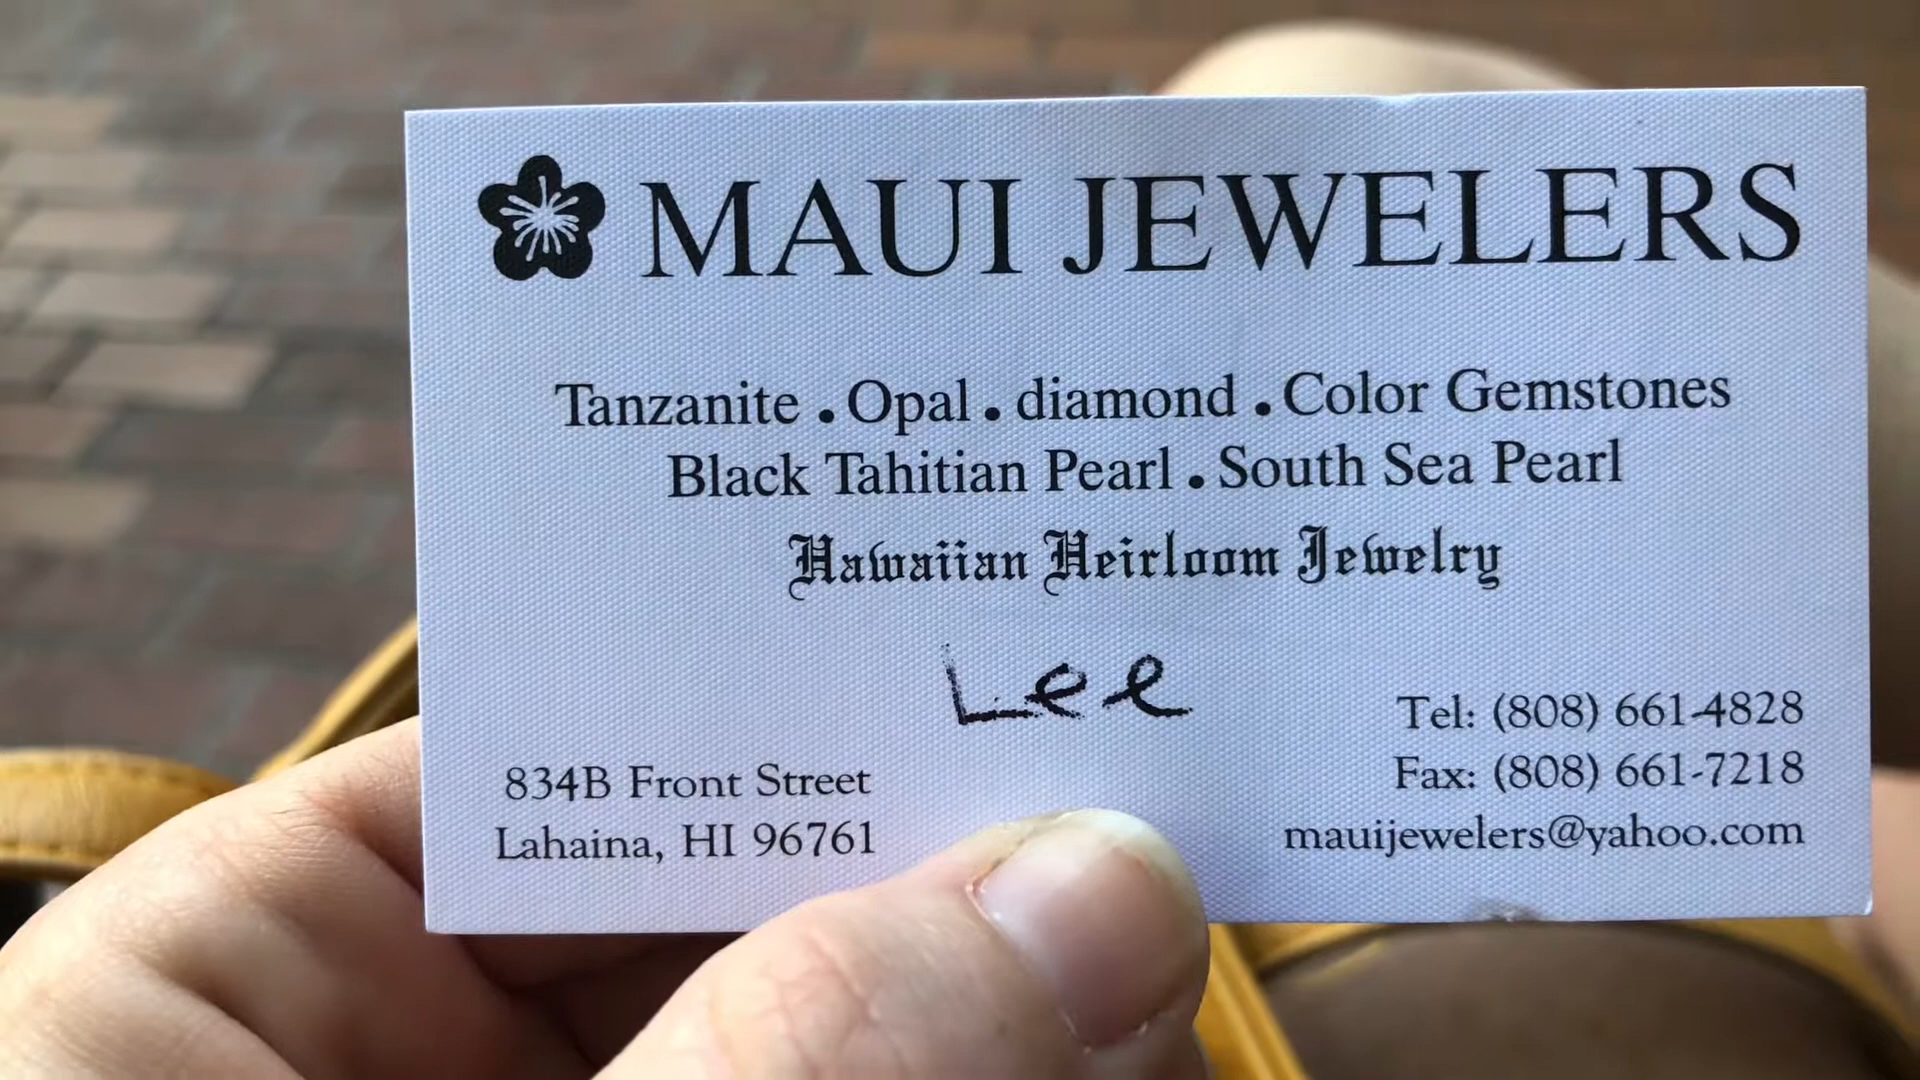 MAUI JEWELERS
Tanzanite • Opal • diamond • Color Gemstones
Black Tahitian Pearl • South Sea Pearl
Hawaiian Heirloom Jewelry
Lee
834B Front Street
Lahaina, HI 96761
Tel: (808) 661-4828
Fax: (808) 661-7218
mauijewelers@yahoo.com